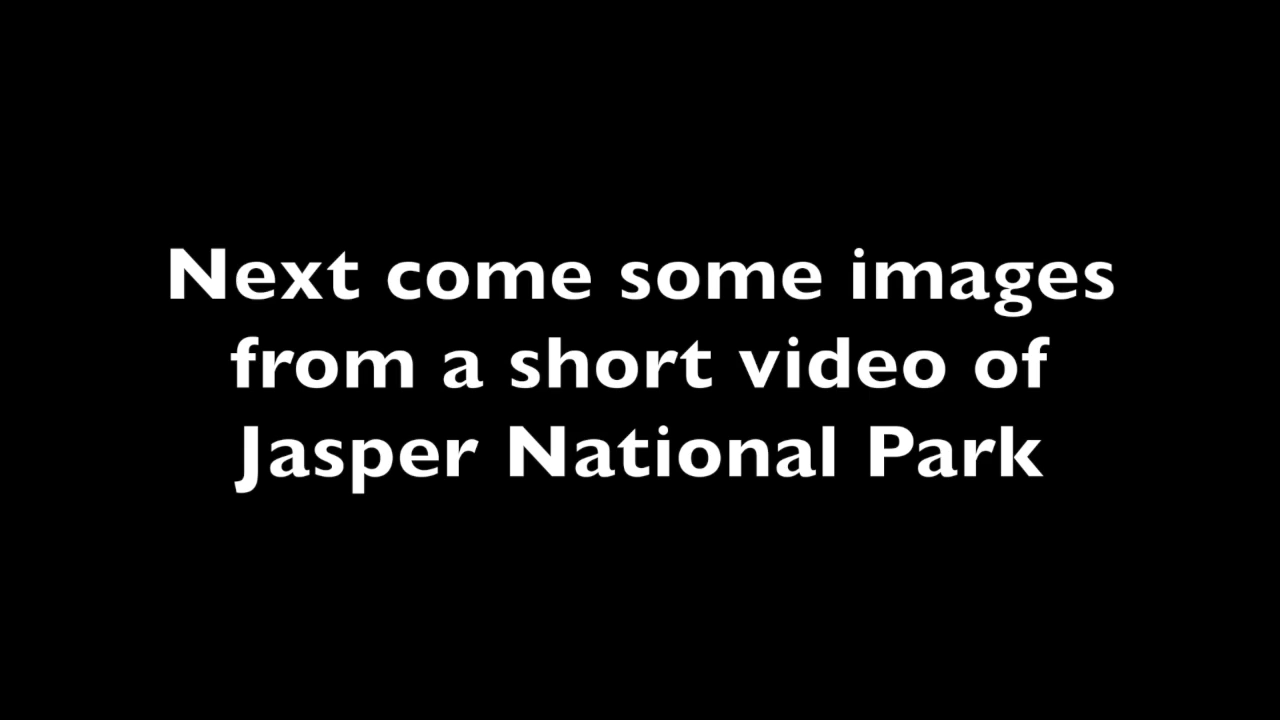 Next come some images
from a short video of
Jasper National Park